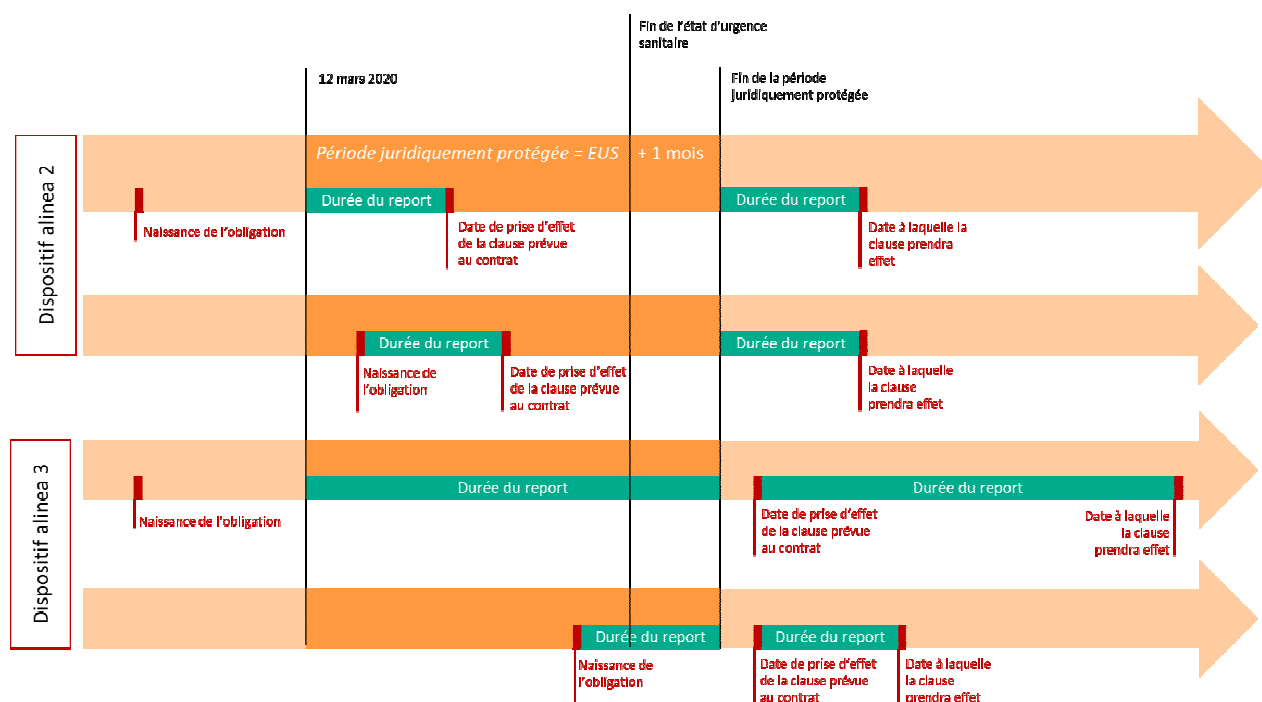 Fin de l'état d'urgence
sanitaire
12 mars 2020
Fin de la période
juridiquement protégée
Dispositif alinea 2
Période juridiquement protégée = EUS + 1 mois
Durée du report
Durée du report
Naissance de l'obligation
Date de prise d'effet
de la clause prévue
au contrat
Date à laquelle la
clause prendra
effet
Durée du report
Durée du report
Naissance de
l'obligation
Date de prise d'effet
de la clause prévue
au contrat
Date à laquelle
la clause
prendra effet
Dispositif alinea 3
Durée du report
Durée du report
Naissance de l'obligation
Date de prise d'effet
de la clause prévue
au contrat
Date à laquelle
la clause
prendra effet
Durée du report
Durée du report
Naissance de
l'obligation
Date de prise d'effet
de la clause prévue
au contrat
Date à laquelle
la clause
prendra effet